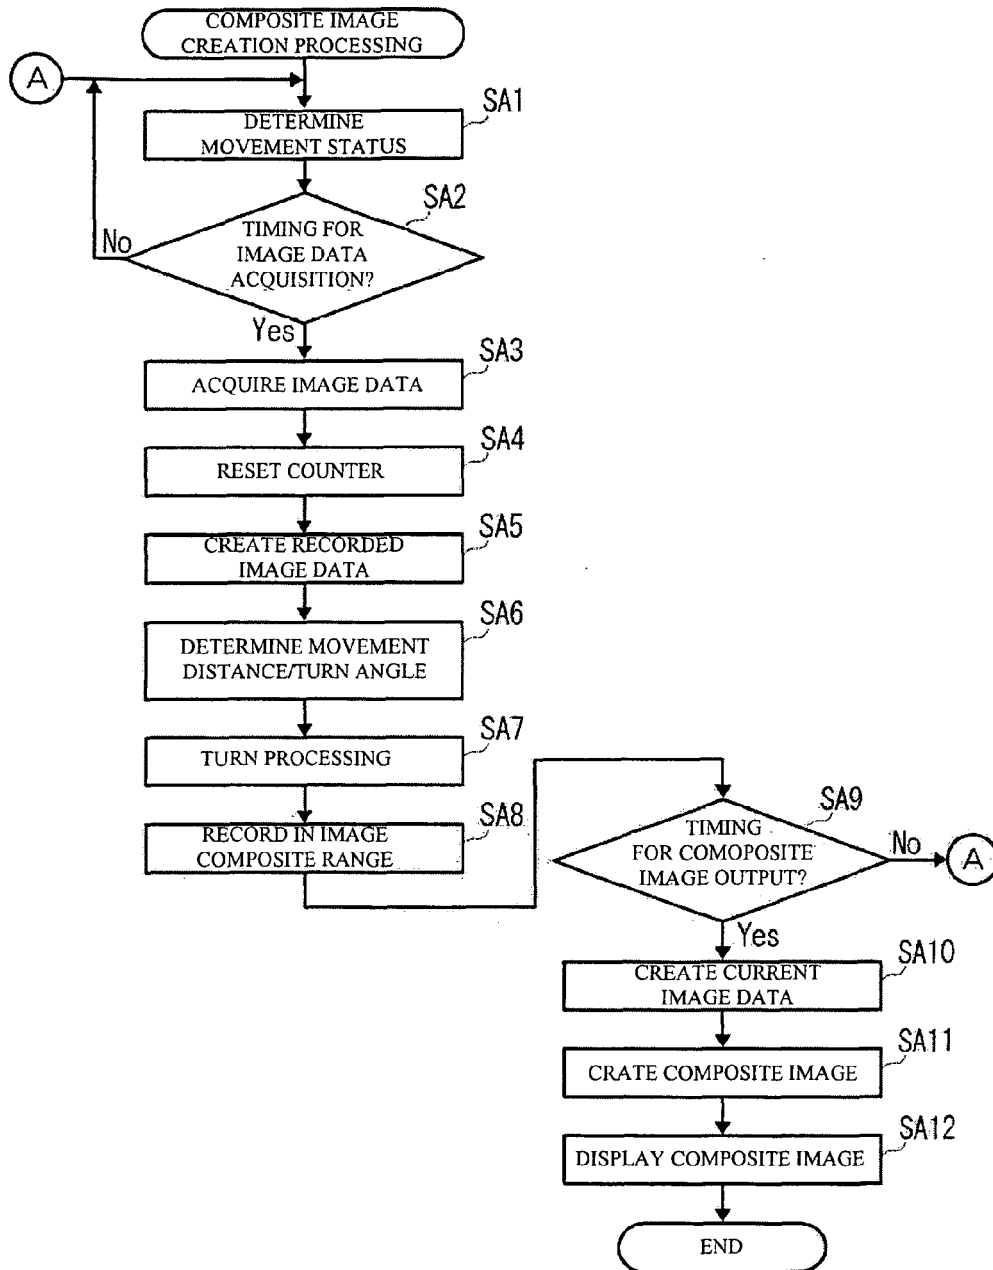 COMPOSITE IMAGE
CREATION PROCESSING
A
SA1
DETERMINE
MOVEMENT STATUS
SA2
TIMING FOR
IMAGE DATA
ACQUISITION?
No
Yes
SA3
ACQUIRE IMAGE DATA
SA4
RESET COUNTER
SA5
CREATE RECORDED
IMAGE DATA
SA6
DETERMINE MOVEMENT
DISTANCE/TURN ANGLE
SA7
TURN PROCESSING
SA8
RECORD IN IMAGE
COMPOSITE RANGE
SA9
TIMING
FOR COMOPOSITE
IMAGE OUTPUT?
No
A
Yes
SA10
CREATE CURRENT
IMAGE DATA
SA11
CRATE COMPOSITE IMAGE
SA12
DISPLAY COMPOSITE IMAGE
END